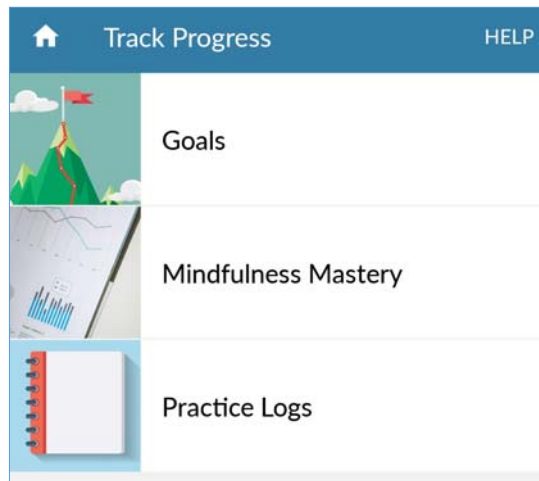 Track Progress
HELP
Goals
Mindfulness Mastery
Practice Logs